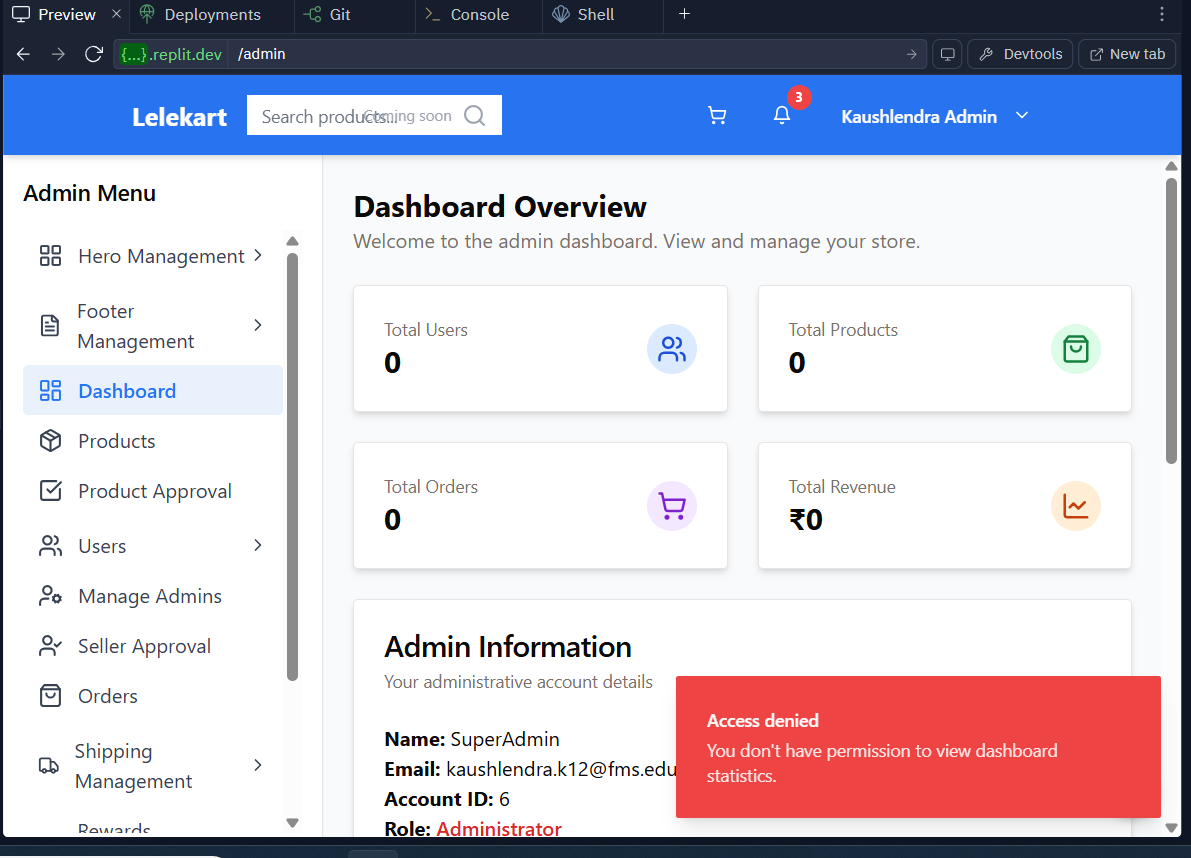 Preview
Deployments
Git
Console
Shell
{...}.replit.dev
/admin
Devtools
New tab
Lelekart
Search products...
Coming soon
3
Kaushlendra Admin
Admin Menu
Hero Management
Footer
Management
Dashboard
Products
Product Approval
Users
Manage Admins
Seller Approval
Orders
Shipping
Management
Rewards
Dashboard Overview
Welcome to the admin dashboard. View and manage your store.
Total Users
0
Total Products
0
Total Orders
0
Total Revenue
₹0
Admin Information
Your administrative account details
Name: SuperAdmin
Email: kaushlendra.k12@fms.edu
Account ID: 6
Role: Administrator
Access denied
You don't have permission to view dashboard
statistics.